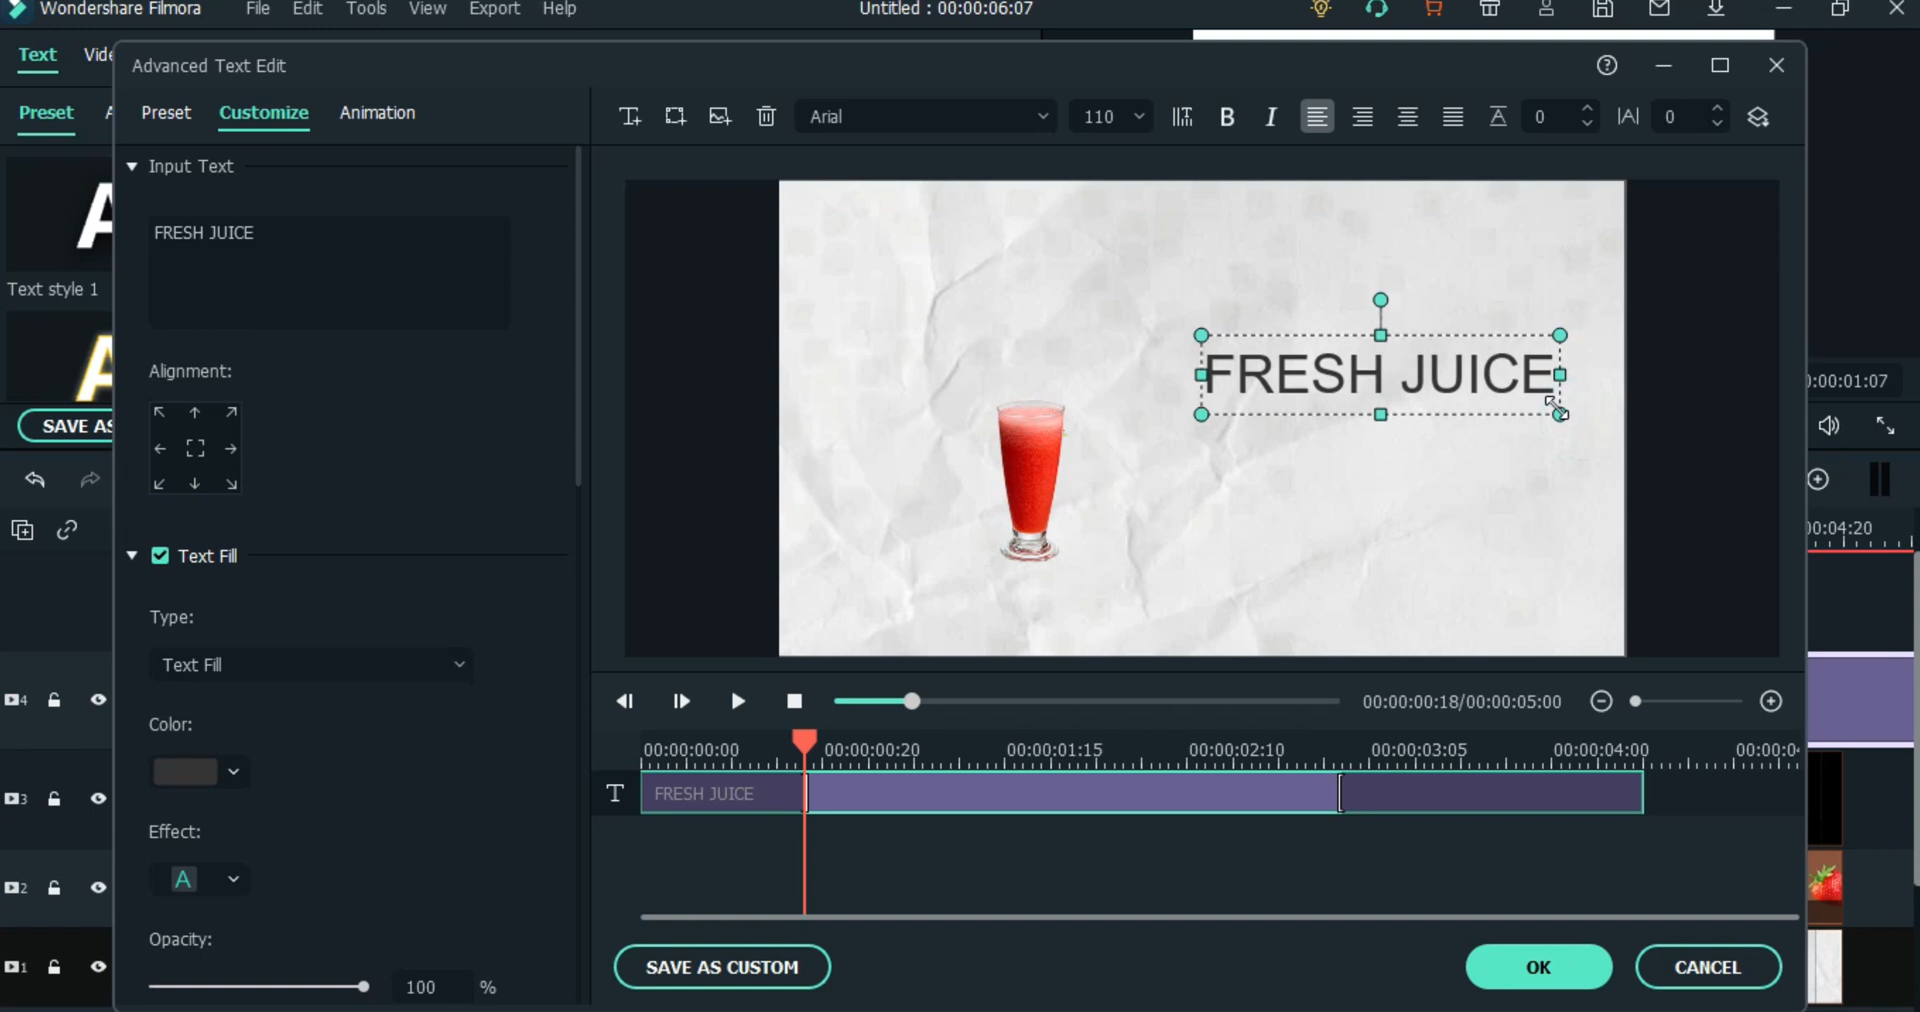 Wondershare Filmora File Edit Tools View Export Help Untitled : 00:00:06:07
Text
Advanced Text Edit
Preset
Preset Customize Animation
Arial 110 0 0
Input Text
FRESH JUICE
Text style 1
Alignment:
FRESH JUICE
SAVE AS
Text Fill
Type:
Text Fill
Color:
Effect:
Opacity:
100 %
00:00:00:18/00:00:05:00
00:00:00:00 00:00:00:20 00:00:01:15 00:00:02:10 00:00:03:05 00:00:04:00
T FRESH JUICE
SAVE AS CUSTOM OK CANCEL
4
3
2
1